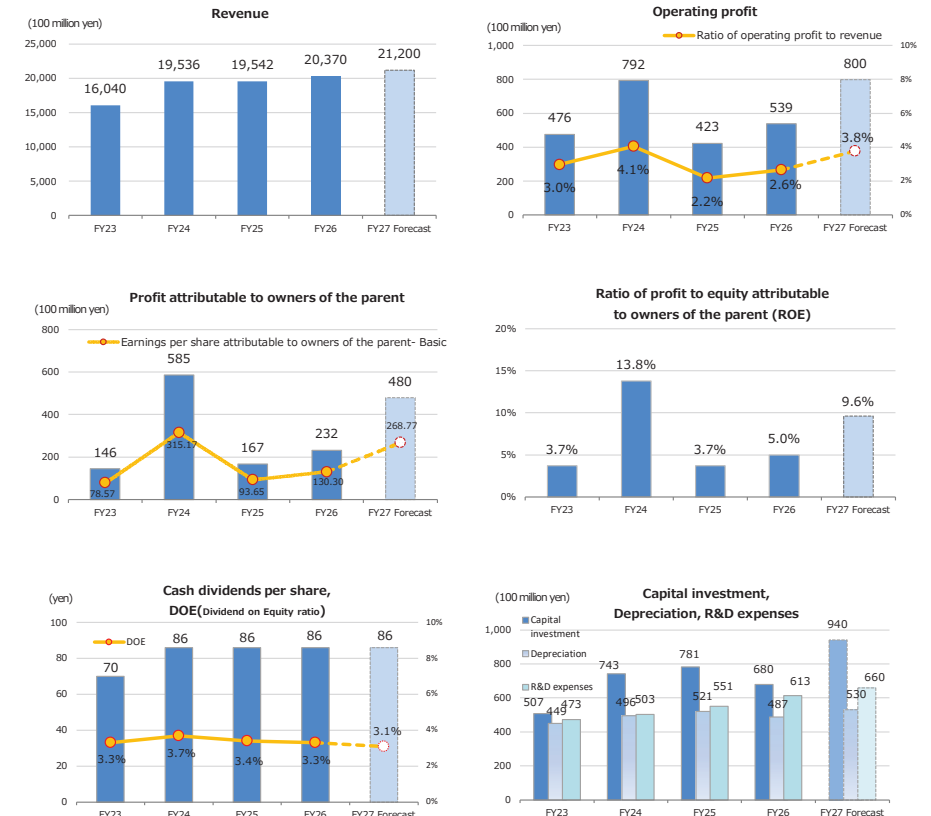 Revenue
(100 million yen)
25,000
20,000
15,000
10,000
5,000
0
16,040
19,536
19,542
20,370
21,200
FY23
FY24
FY25
FY26
FY27 Forecast
Operating profit
(100 million yen)
Ratio of operating profit to revenue
1,000
800
600
400
200
0
10%
8%
6%
4%
2%
0%
476
792
423
539
800
3.0%
4.1%
2.2%
2.6%
3.8%
FY23
FY24
FY25
FY26
FY27 Forecast
Profit attributable to owners of the parent
(100 million yen)
Earnings per share attributable to owners of the parent- Basic
800
600
400
200
0
146
585
167
232
480
78.57
315.17
93.65
130.30
268.77
FY23
FY24
FY25
FY26
FY27 Forecast
Ratio of profit to equity attributable
to owners of the parent (ROE)
20%
15%
10%
5%
0%
3.7%
13.8%
3.7%
5.0%
9.6%
FY23
FY24
FY25
FY26
FY27 Forecast
Cash dividends per share,
DOE(Dividend on Equity ratio)
(yen)
DOE
100
80
60
40
20
0
10%
8%
6%
4%
2%
0%
70
86
86
86
86
3.3%
3.7%
3.4%
3.3%
3.1%
FY23
FY24
FY25
FY26
FY27 Forecast
Capital investment,
Depreciation, R&D expenses
(100 million yen)
Capital
investment
Depreciation
R&D expenses
1,000
800
600
400
200
0
507
449
473
743
496
503
781
521
551
680
487
613
940
530
660
FY23
FY24
FY25
FY26
FY27 Forecast